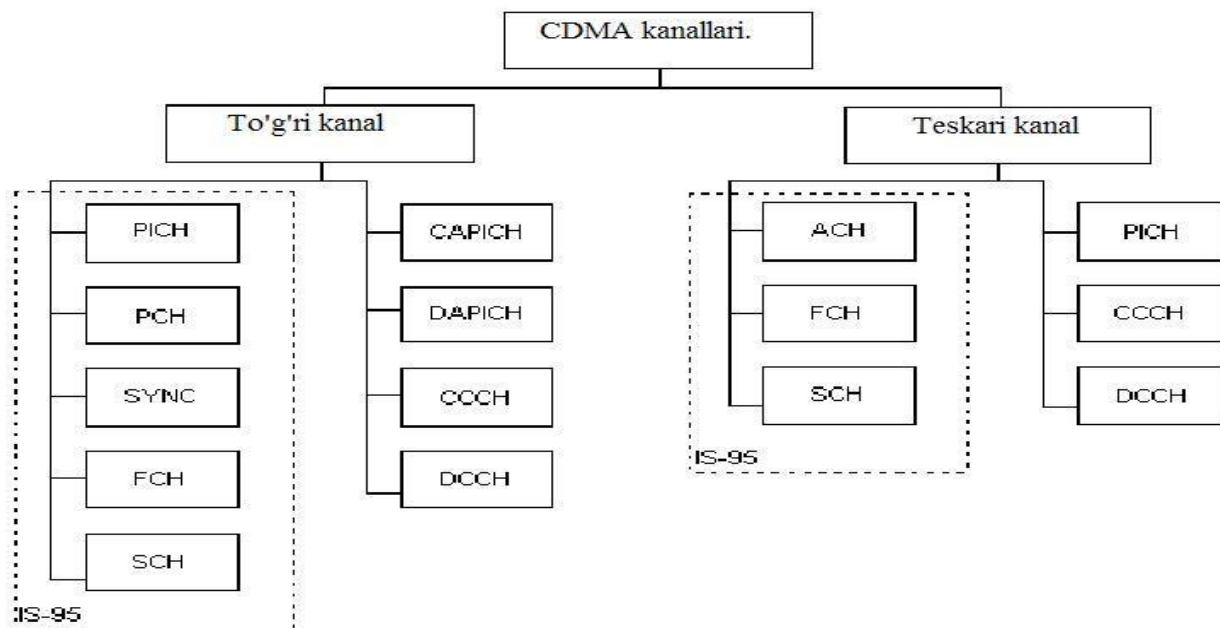 CDMA kanallari.
To'g'ri kanal
Teskari kanal
PICH
PCH
SYNC
FCH
SCH
IS-95
CAPICH
DAPICH
CCCH
DCCH
ACH
FCH
SCH
IS-95
PICH
CCCH
DCCH